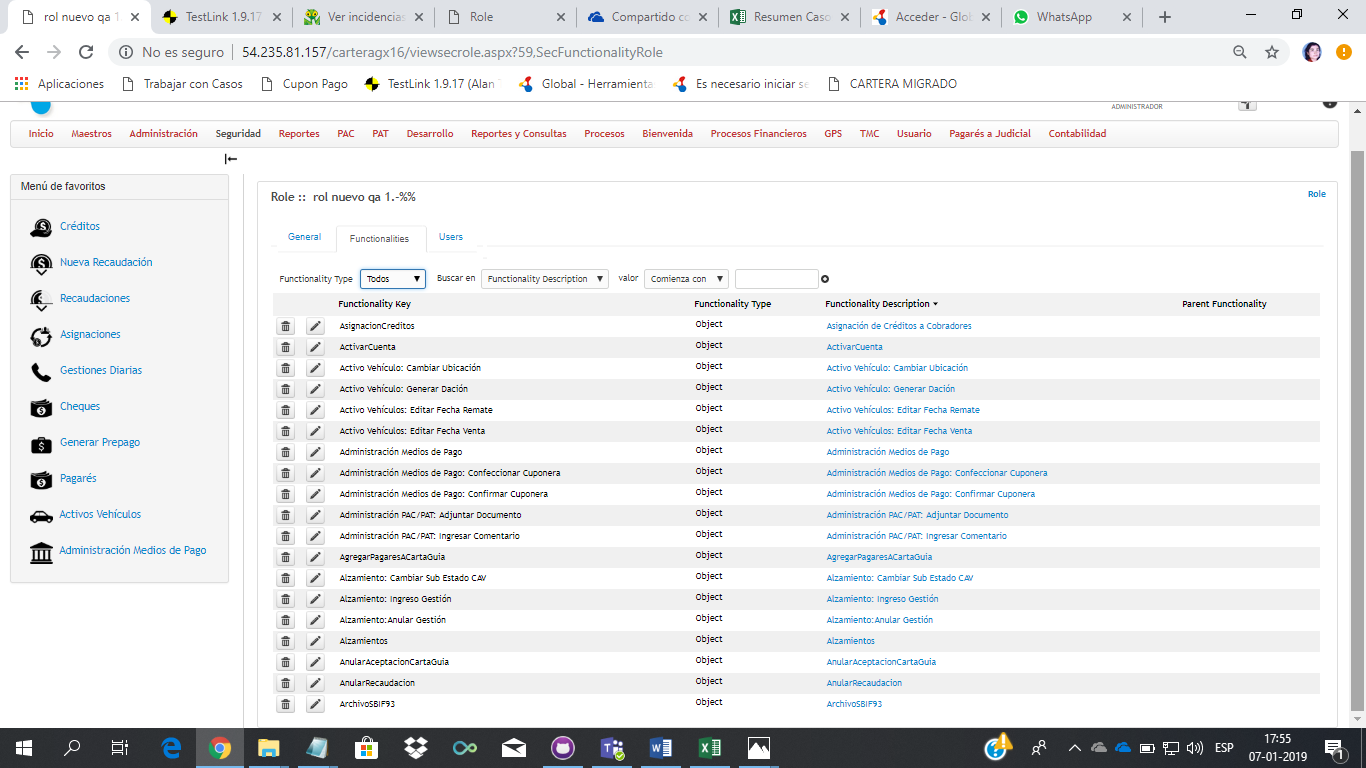 rol nuevo qa 1.
TestLink 1.9.17
Ver incidencias
Role
Compartido co
Resumen Caso
Acceder - Glob
WhatsApp
No es seguro | 54.235.81.157/carteragx16/viewsecrole.aspx?59,SecFunctionalityRole
Aplicaciones
Trabajar con Casos
Cupon Pago
TestLink 1.9.17 (Alan
Global - Herramienta
Es necesario iniciar se
CARTERA MIGRADO
ADMINISTRADOR
Inicio Maestros Administración Seguridad Reportes PAC PAT Desarrollo Reportes y Consultas Procesos Bienvenida Procesos Financieros GPS TMC Usuario Pagarés a Judicial Contabilidad
Menú de favoritos
Créditos
Nueva Recaudación
Recaudaciones
Asignaciones
Gestiones Diarias
Cheques
Generar Prepago
Pagarés
Activos Vehículos
Administración Medios de Pago
Role :: rol nuevo qa 1.-%%
Role
General Functionalities Users
Functionality Type Todos Buscar en Functionality Description valor Comienza con
Functionality Key Functionality Type Functionality Description Parent Functionality
AsignacionCreditos Object Asignación de Créditos a Cobradores
ActivarCuenta Object ActivarCuenta
Activo Vehículo: Cambiar Ubicación Object Activo Vehículo: Cambiar Ubicación
Activo Vehículo: Generar Dación Object Activo Vehículo: Generar Dación
Activo Vehículos: Editar Fecha Remate Object Activo Vehículos: Editar Fecha Remate
Activo Vehículos: Editar Fecha Venta Object Activo Vehículos: Editar Fecha Venta
Administración Medios de Pago Object Administración Medios de Pago
Administración Medios de Pago: Confeccionar Cuponera Object Administración Medios de Pago: Confeccionar Cuponera
Administración Medios de Pago: Confirmar Cuponera Object Administración Medios de Pago: Confirmar Cuponera
Administración PAC/PAT: Adjuntar Documento Object Administración PAC/PAT: Adjuntar Documento
Administración PAC/PAT: Ingresar Comentario Object Administración PAC/PAT: Ingresar Comentario
AgregarPagaresACartaGuia Object AgregarPagaresACartaGuia
Alzamiento: Cambiar Sub Estado CAV Object Alzamiento: Cambiar Sub Estado CAV
Alzamiento: Ingreso Gestión Object Alzamiento: Ingreso Gestión
Alzamiento:Anular Gestión Object Alzamiento:Anular Gestión
Alzamientos Object Alzamientos
AnularAceptacionCartaGuia Object AnularAceptacionCartaGuia
AnularRecaudacion Object AnularRecaudacion
ArchivoSBIF93 Object ArchivoSBIF93
ESP
17:55
07-01-2019
1